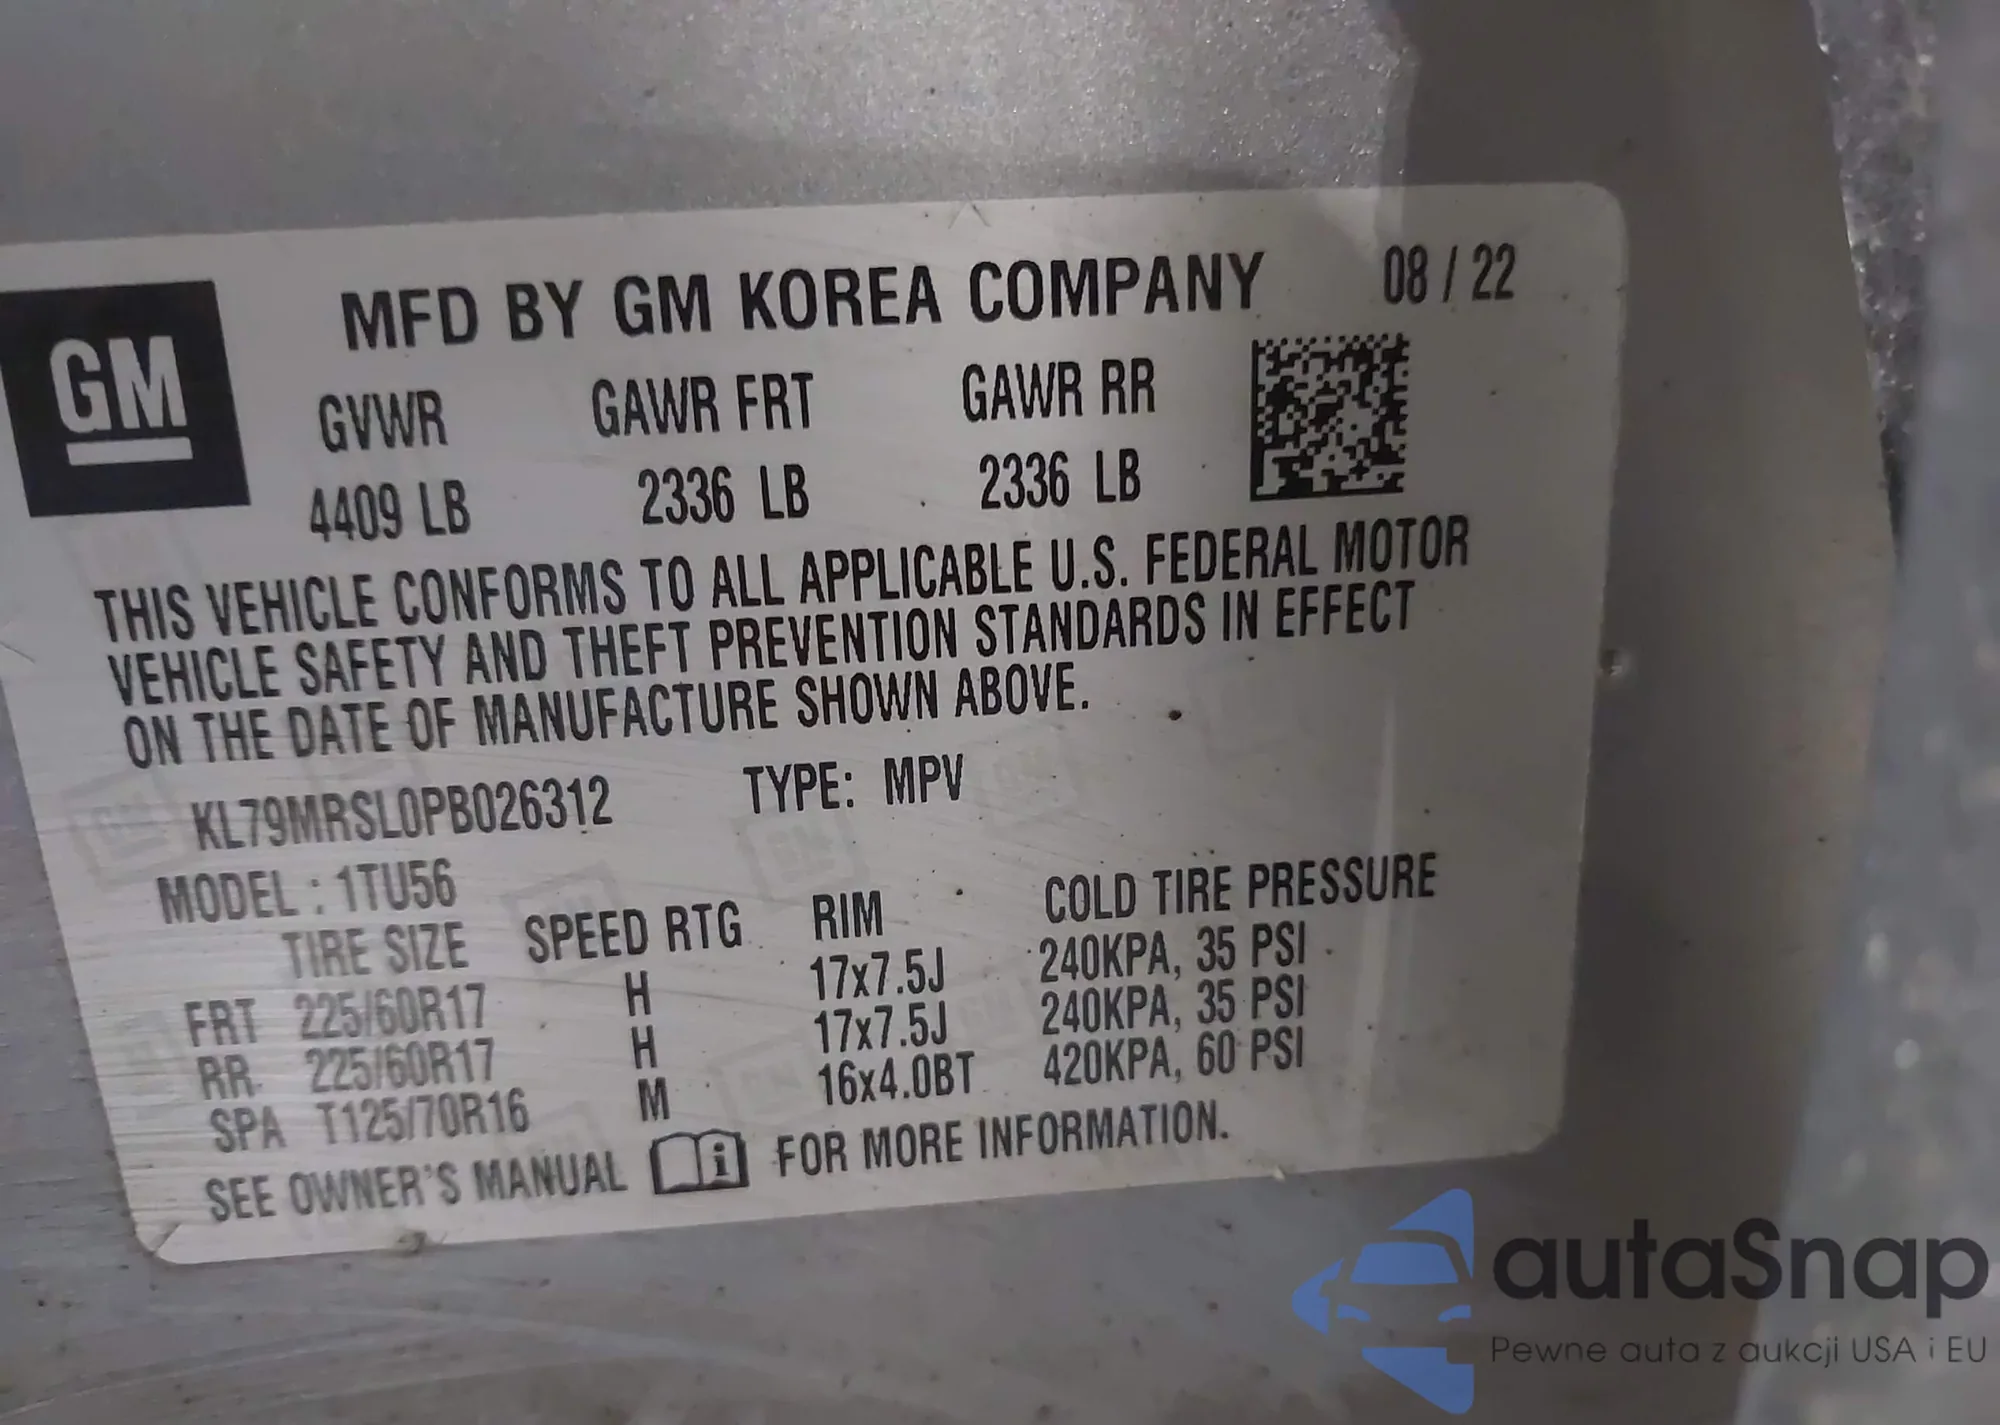 GM
MFD BY GM KOREA COMPANY 08 / 22
GVWR GAWR FRT GAWR RR
4409 LB 2336 LB 2336 LB
THIS VEHICLE CONFORMS TO ALL APPLICABLE U.S. FEDERAL MOTOR
VEHICLE SAFETY AND THEFT PREVENTION STANDARDS IN EFFECT
ON THE DATE OF MANUFACTURE SHOWN ABOVE.
KL79MRSL0PB026312 TYPE: MPV
MODEL : 1TU56
TIRE SIZE SPEED RTG RIM COLD TIRE PRESSURE
FRT 225/60R17 H 17x7.5J 240KPA, 35 PSI
RR 225/60R17 H 17x7.5J 240KPA, 35 PSI
SPA T125/70R16 M 16x4.0BT 420KPA, 60 PSI
SEE OWNER'S MANUAL i FOR MORE INFORMATION.
autaSnap
Pewne auta z aukcji USA i EU